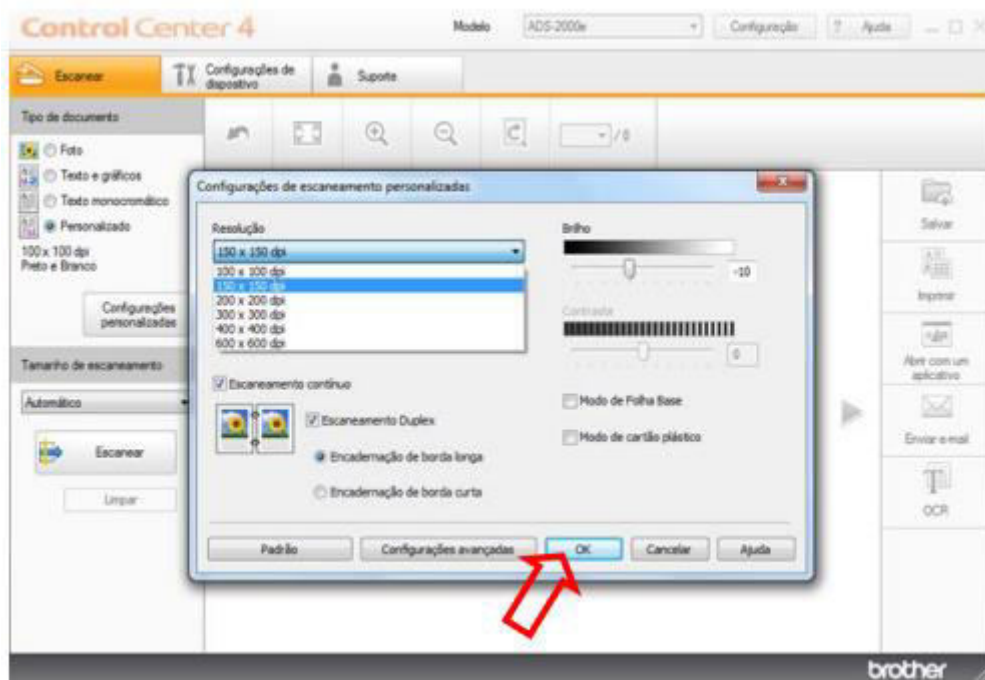 Control Center 4
Modelo
ADS-2000e
Configuração
? Ajuda
Escanear
Configurações de
dispositivo
Suporte
Tipo de documento
Foto
Texto e gráficos
Texto monocromático
Personalizado
100 x 100 dpi
Preto e Branco
Configurações
personalizadas
Tamanho de escaneamento
Automático
Escanear
Limpar
/ 0
Configurações de escaneamento personalizadas
Resolução
150 x 150 dpi
100 x 100 dpi
150 x 150 dpi
200 x 200 dpi
300 x 300 dpi
400 x 400 dpi
600 x 600 dpi
Brilho
-10
Contraste
0
Escaneamento contínuo
Escaneamento Duplex
Encadernação de borda longa
Encadernação de borda curta
Modo de Folha Base
Modo de cartão plástico
Padrão
Configurações avançadas
OK
Cancelar
Ajuda
Salvar
Imprimir
Abrir com um
aplicativo
Enviar e-mail
OCR
brother